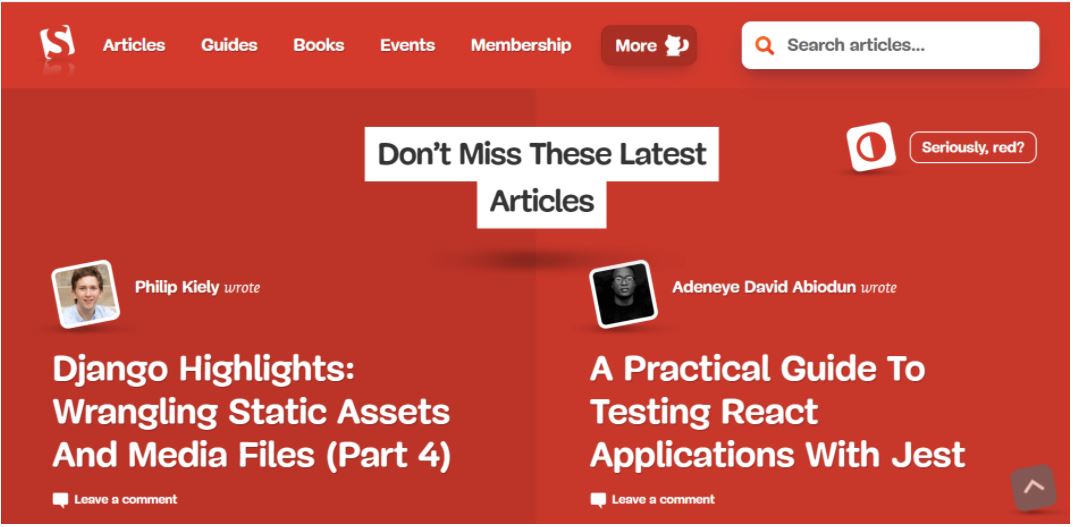 Articles Guides Books Events Membership More Search articles...
Seriously, red?
Don't Miss These Latest
Articles
Philip Kiely wrote
Django Highlights:
Wrangling Static Assets
And Media Files (Part 4)
Leave a comment
Adeneye David Abiodun wrote
A Practical Guide To
Testing React
Applications With Jest
Leave a comment